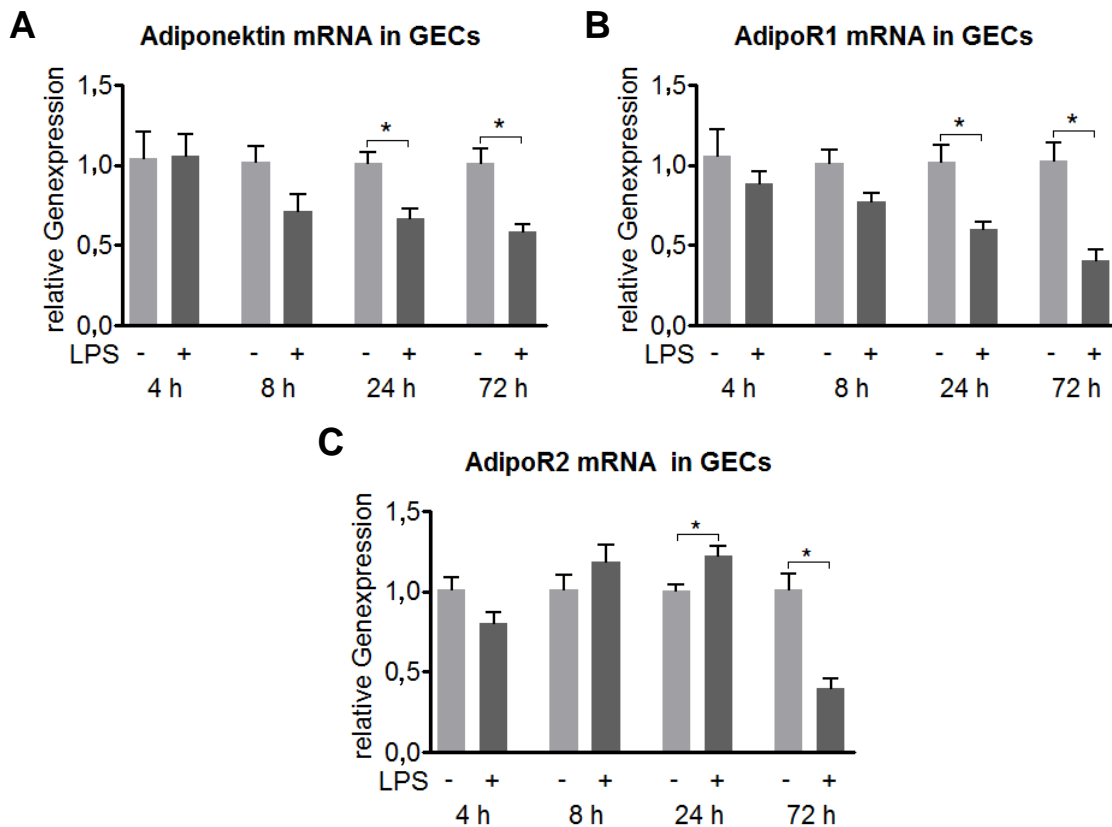 A
Adiponektin mRNA in GECs
relative Genexpression
1,5
1,0
0,5
0,0
* *
LPS - + - + - + - +
4 h 8 h 24 h 72 h
B
AdipoR1 mRNA in GECs
relative Genexpression
1,5
1,0
0,5
0,0
* *
LPS - + - + - + - +
4 h 8 h 24 h 72 h
C
AdipoR2 mRNA in GECs
relative Genexpression
1,5
1,0
0,5
0,0
* *
LPS - + - + - + - +
4 h 8 h 24 h 72 h